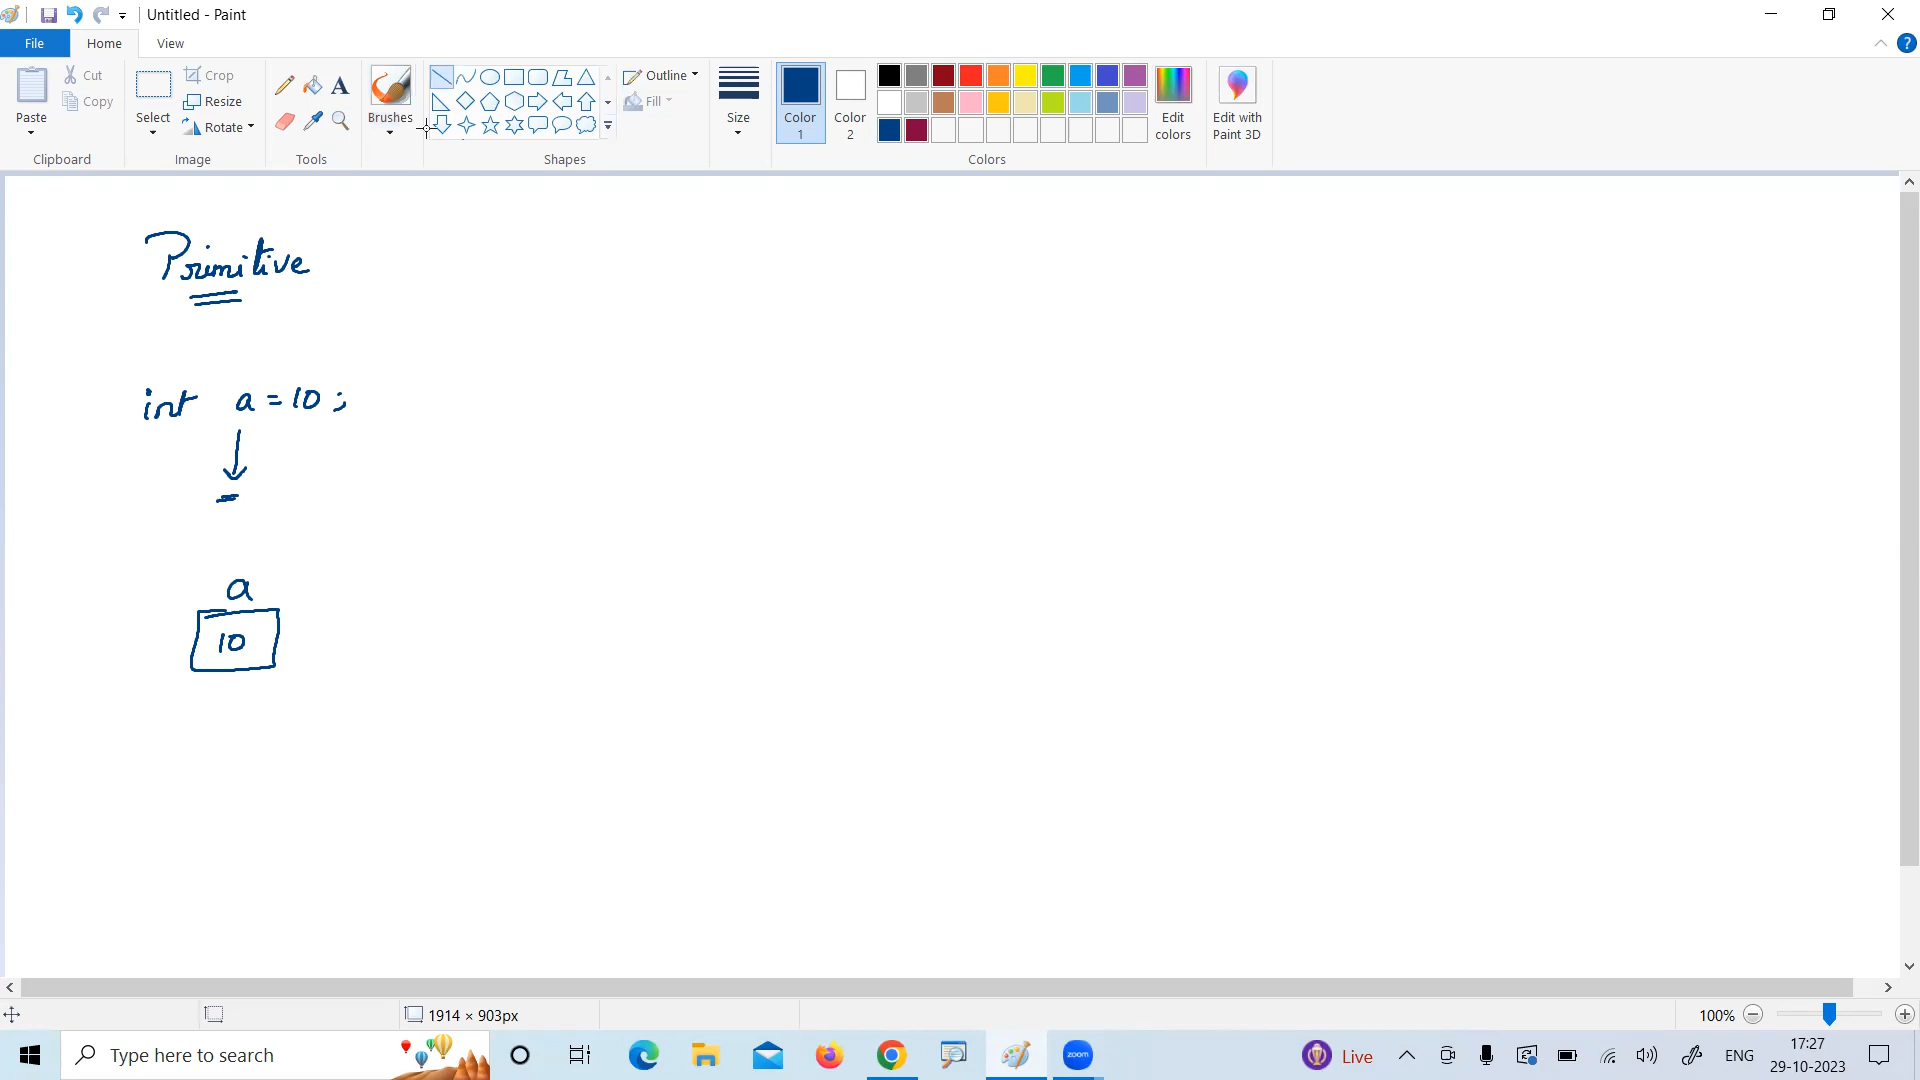 Untitled - Paint
File Home View
Paste
Cut
Copy
Clipboard
Select
Crop
Resize
Rotate
Image
Tools
Brushes
Shapes
Outline
Fill
Size
Color 1
Color 2
Colors
Edit colors
Edit with Paint 3D
Primitive
int a = 10 ;
a
10
1914 × 903px
100%
Type here to search
zoom
Live
ENG
17:27
29-10-2023